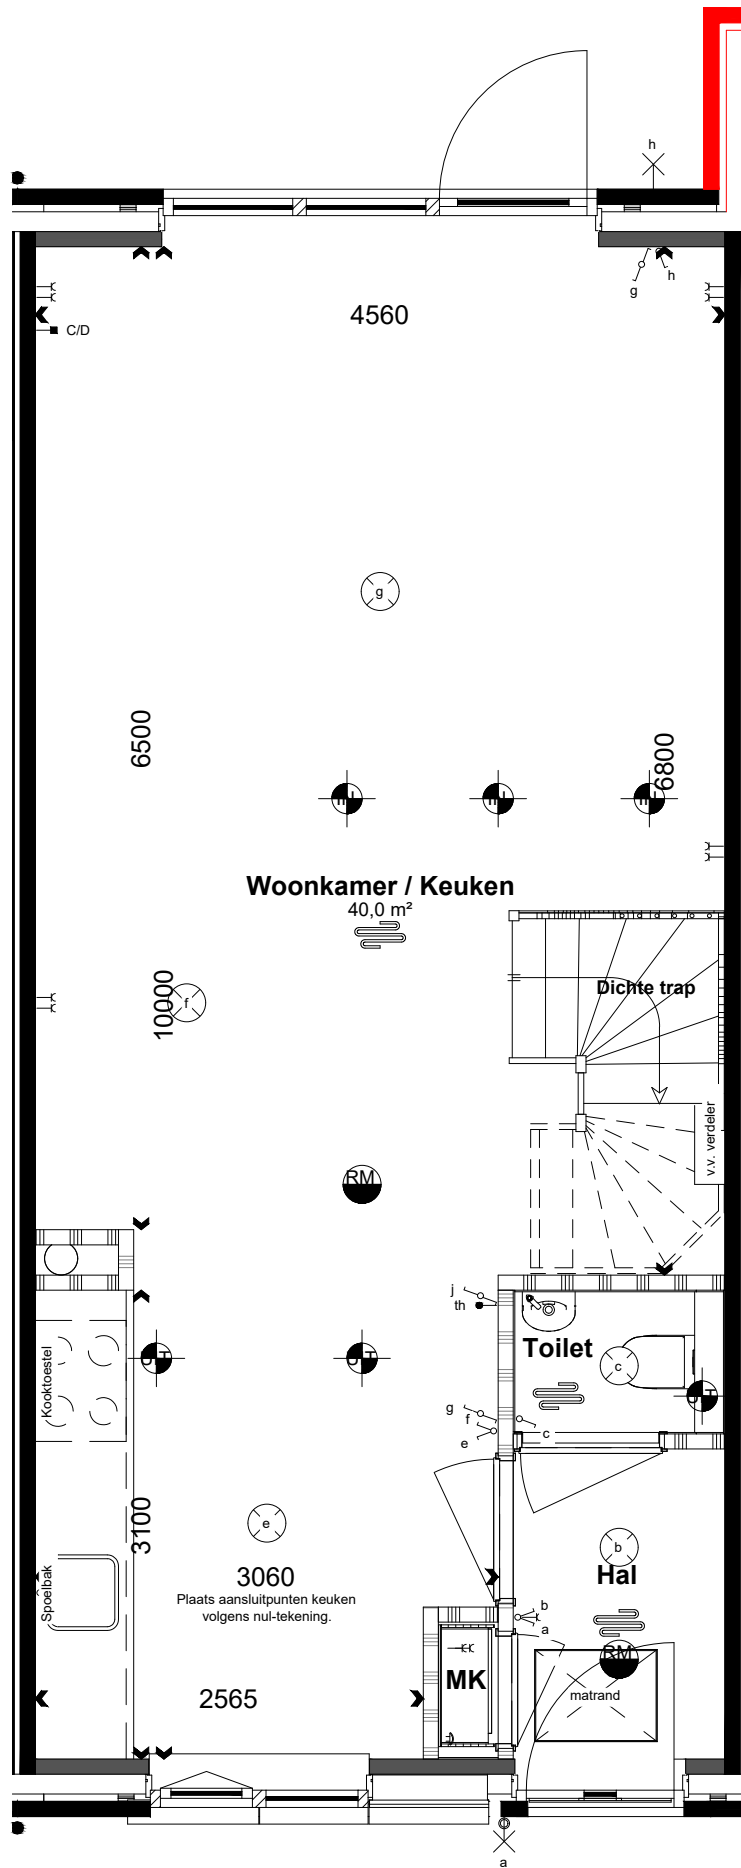 h
h
g
C/D
4560
g
6500
6800
Woonkamer / Keuken
40,0 m²
f
10000
Dichte trap
v.v. verdeler
RM
j
th
Toilet
c
Kooktoestel
g
f
e
c
3100
e
b
Hal
3060
Plaats aansluitpunten keuken
volgens nul-tekening.
Spoelbak
b
a
RM
MK
matrand
2565
a